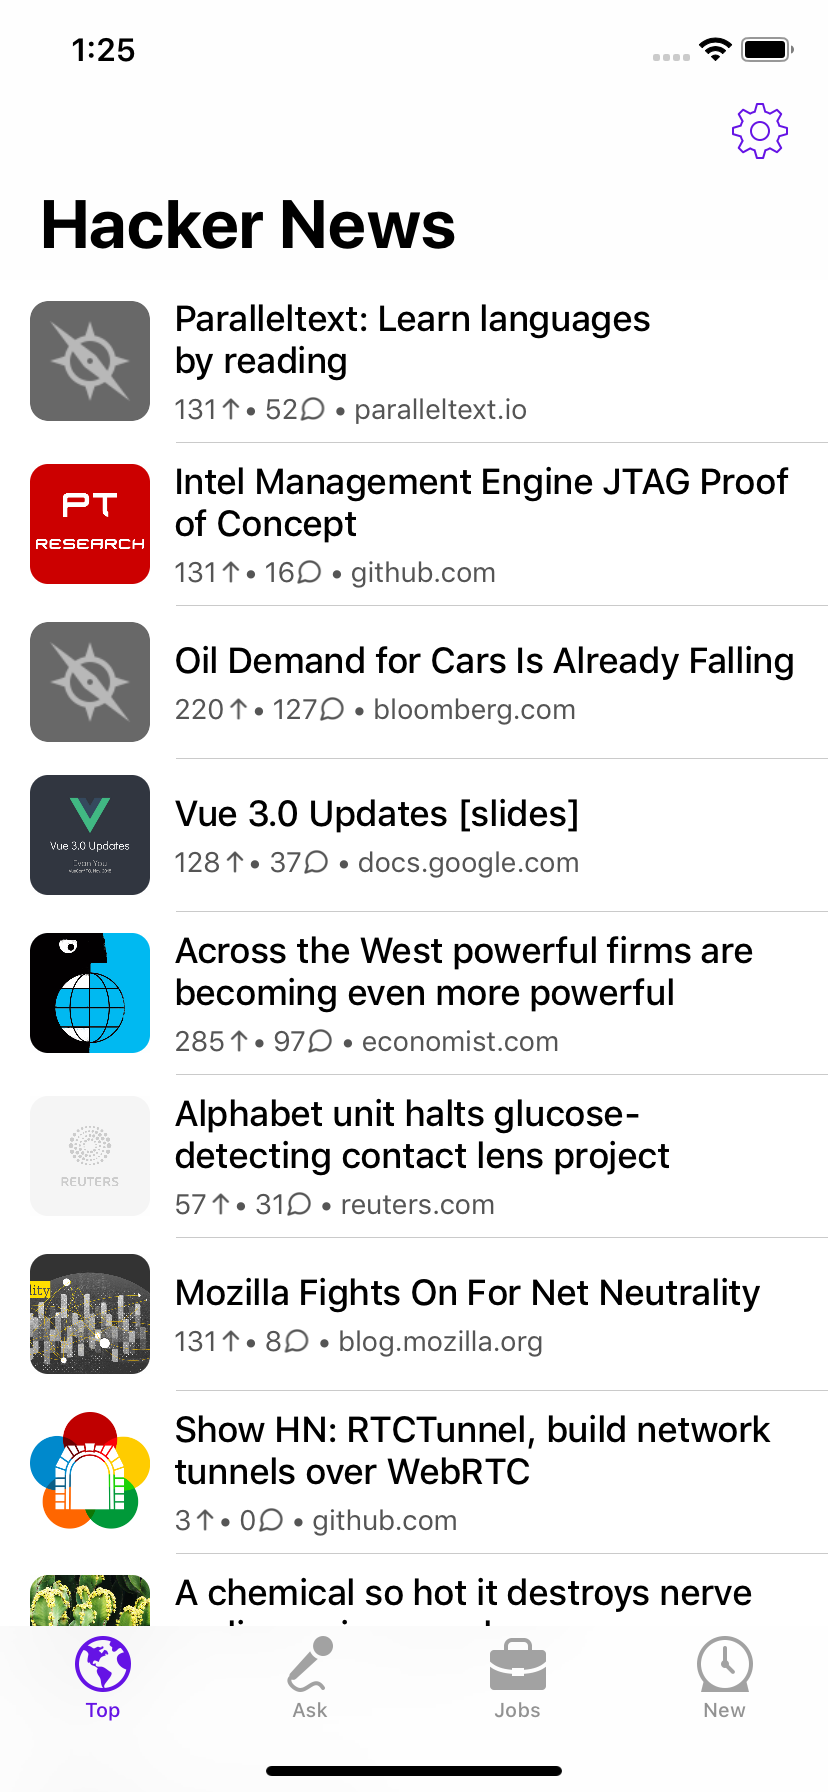 1:25
Hacker News
Paralleltext: Learn languages
by reading
131 ↑ • 52 • paralleltext.io
PT
RESEARCH
Intel Management Engine JTAG Proof
of Concept
131 ↑ • 16 • github.com
Oil Demand for Cars Is Already Falling
220 ↑ • 127 • bloomberg.com
Vue 3.0 Updates
Evan You
Vue 3.0 Updates [slides]
128 ↑ • 37 • docs.google.com
Across the West powerful firms are
becoming even more powerful
285 ↑ • 97 • economist.com
REUTERS
Alphabet unit halts glucose-
detecting contact lens project
57 ↑ • 31 • reuters.com
lity
Mozilla Fights On For Net Neutrality
131 ↑ • 8 • blog.mozilla.org
Show HN: RTCTunnel, build network
tunnels over WebRTC
3 ↑ • 0 • github.com
A chemical so hot it destroys nerve
Top
Ask
Jobs
New